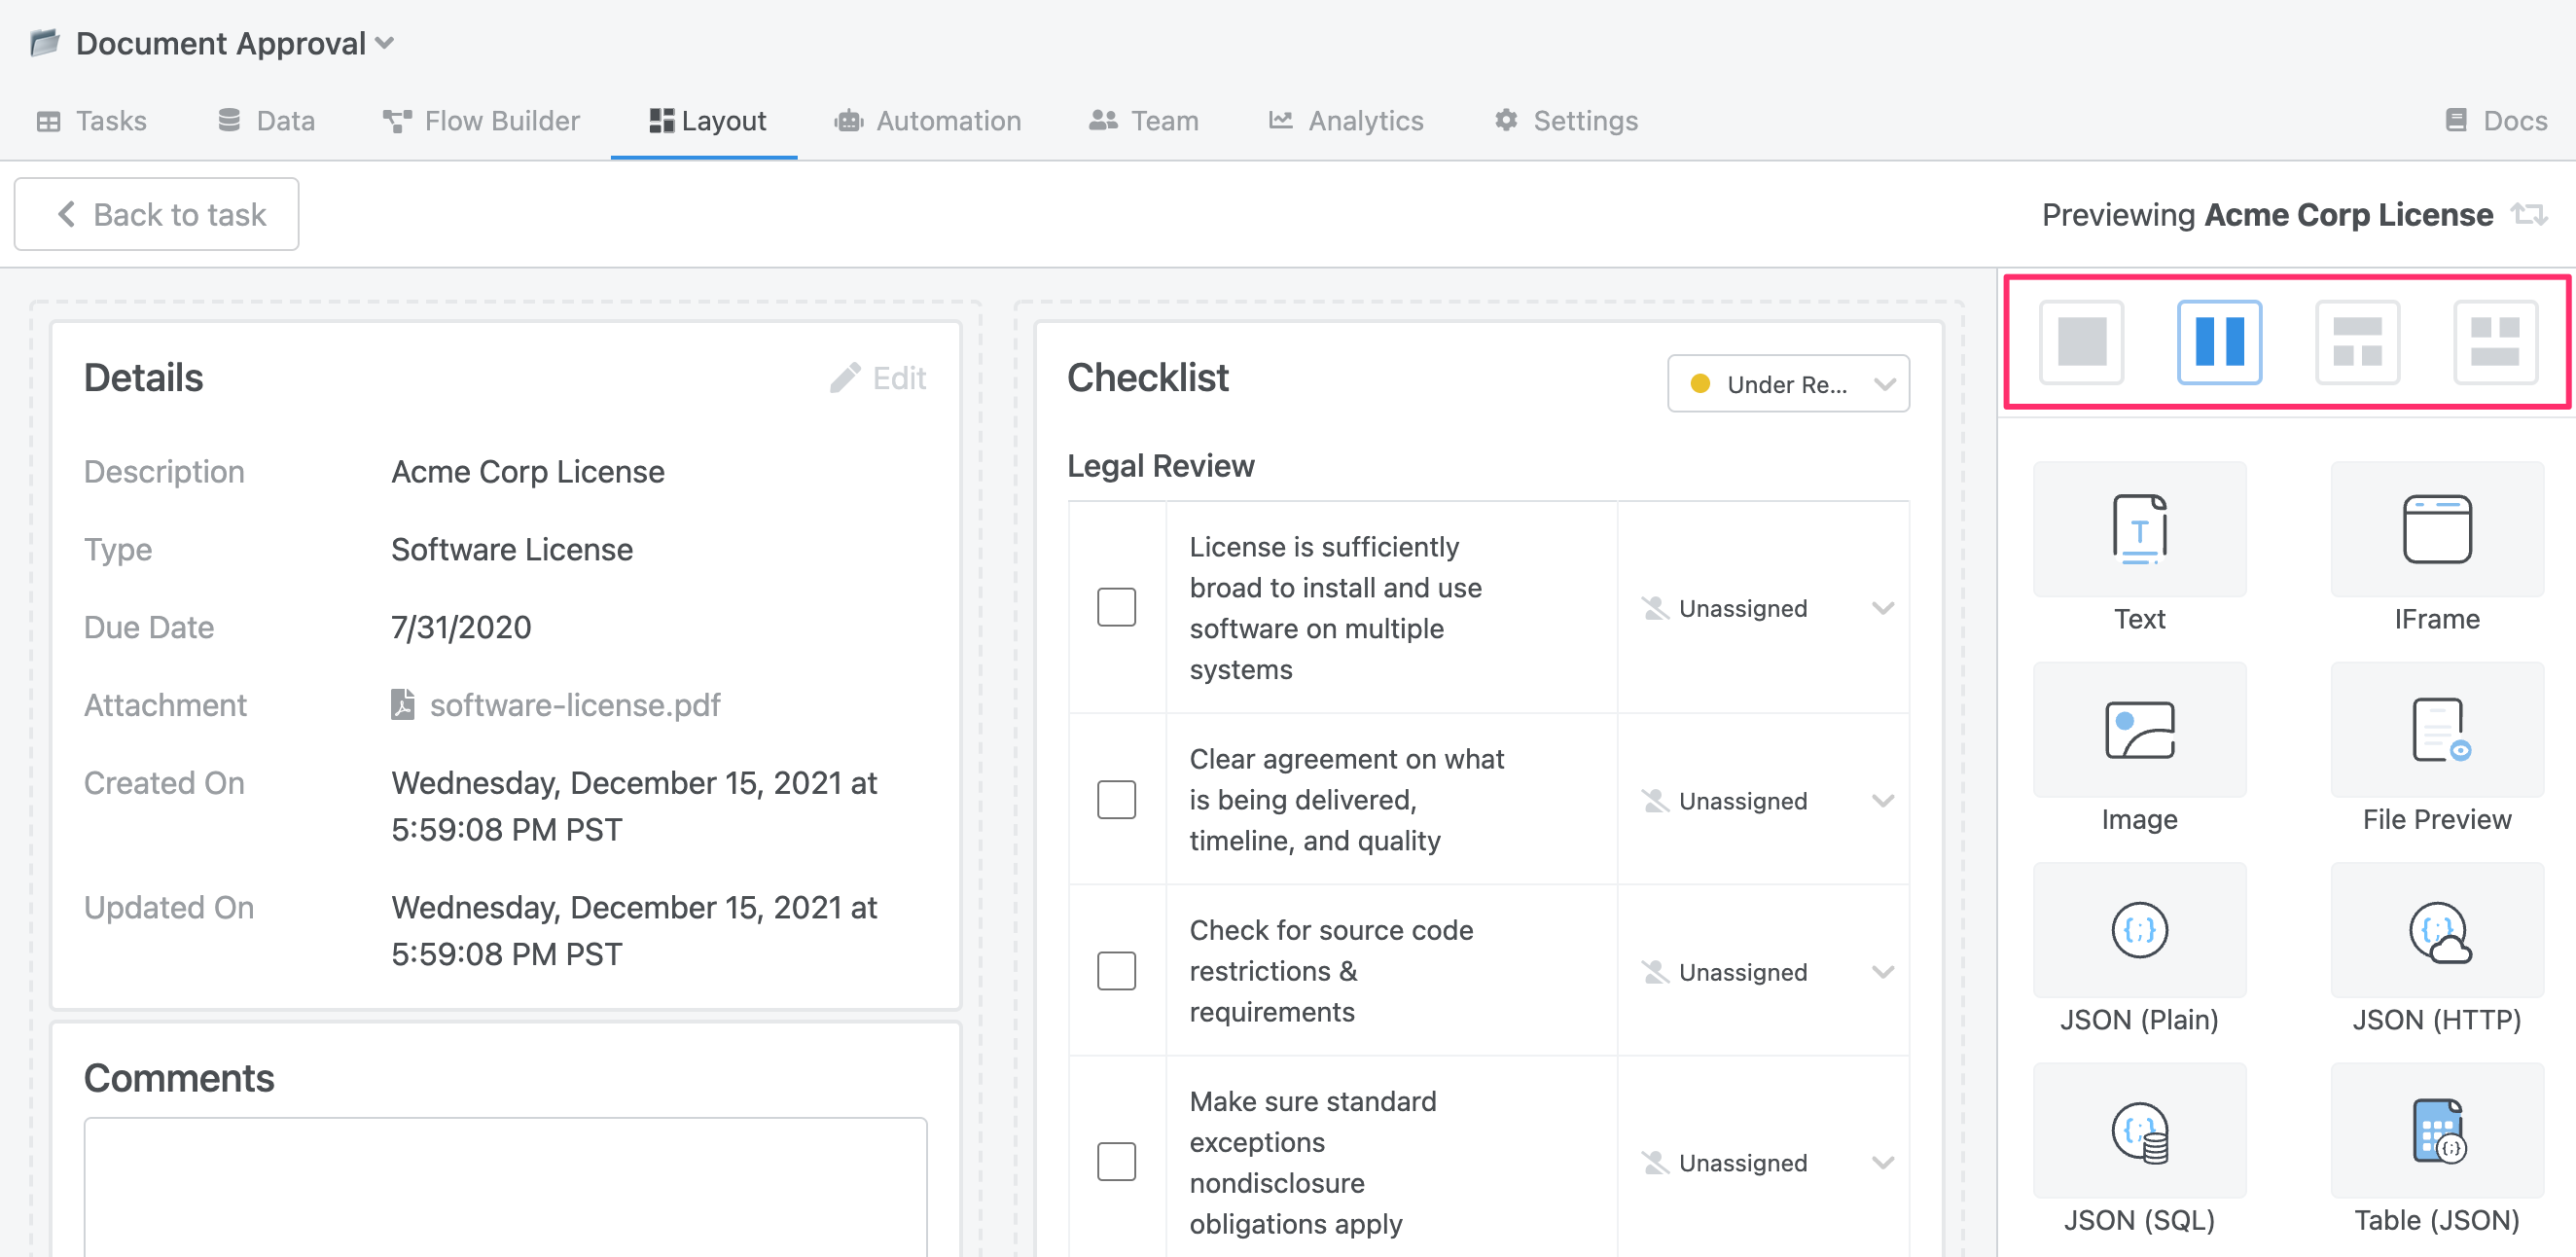 Document Approval
Tasks
Data
Flow Builder
Layout
Automation
Team
Analytics
Settings
Docs
Back to task
Previewing Acme Corp License
Details
Edit
Description
Acme Corp License
Type
Software License
Due Date
7/31/2020
Attachment
software-license.pdf
Created On
Wednesday, December 15, 2021 at
5:59:08 PM PST
Updated On
Wednesday, December 15, 2021 at
5:59:08 PM PST
Comments
Checklist
Under Re...
Legal Review
License is sufficiently
broad to install and use
software on multiple
systems
Unassigned
Clear agreement on what
is being delivered,
timeline, and quality
Unassigned
Check for source code
restrictions &
requirements
Unassigned
Make sure standard
exceptions
nondisclosure
obligations apply
Unassigned
Text
IFrame
Image
File Preview
JSON (Plain)
JSON (HTTP)
JSON (SQL)
Table (JSON)